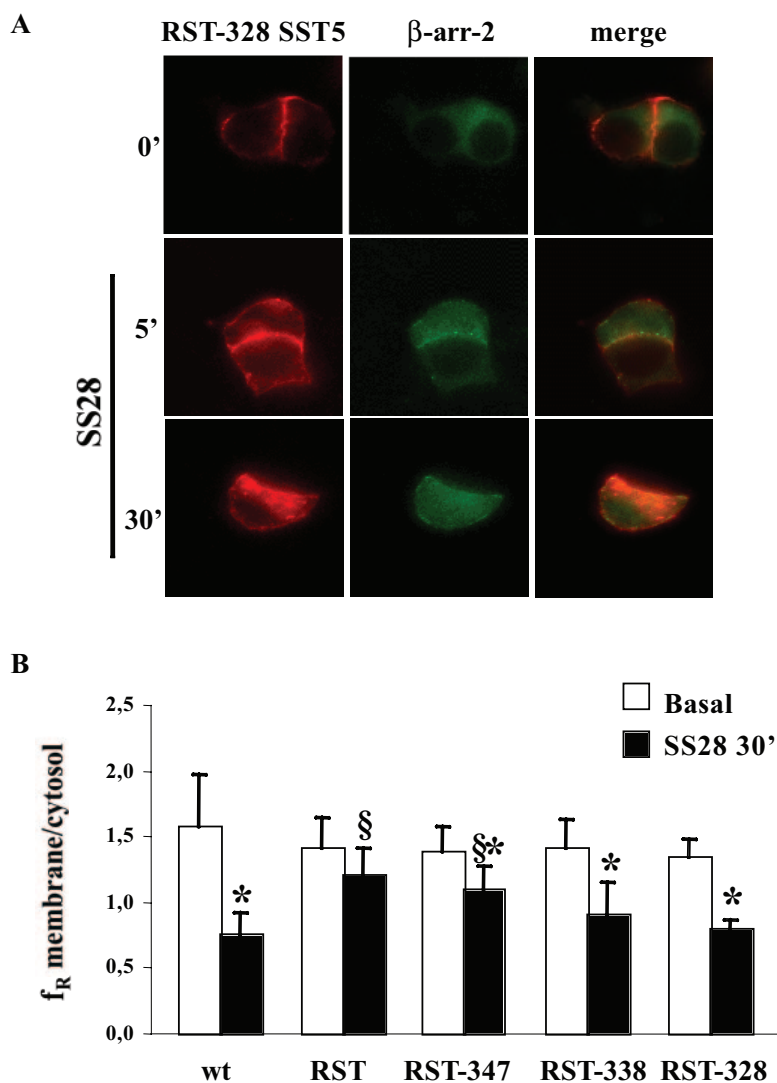 A
RST-328 SST5 β-arr-2 merge
0’
5’
SS28
30’
B
2,5
2,0
1,5
1,0
0,5
0,0
f_R membrane/cytosol
Basal
SS28 30’
*
§
§*
*
*
wt RST RST-347 RST-338 RST-328